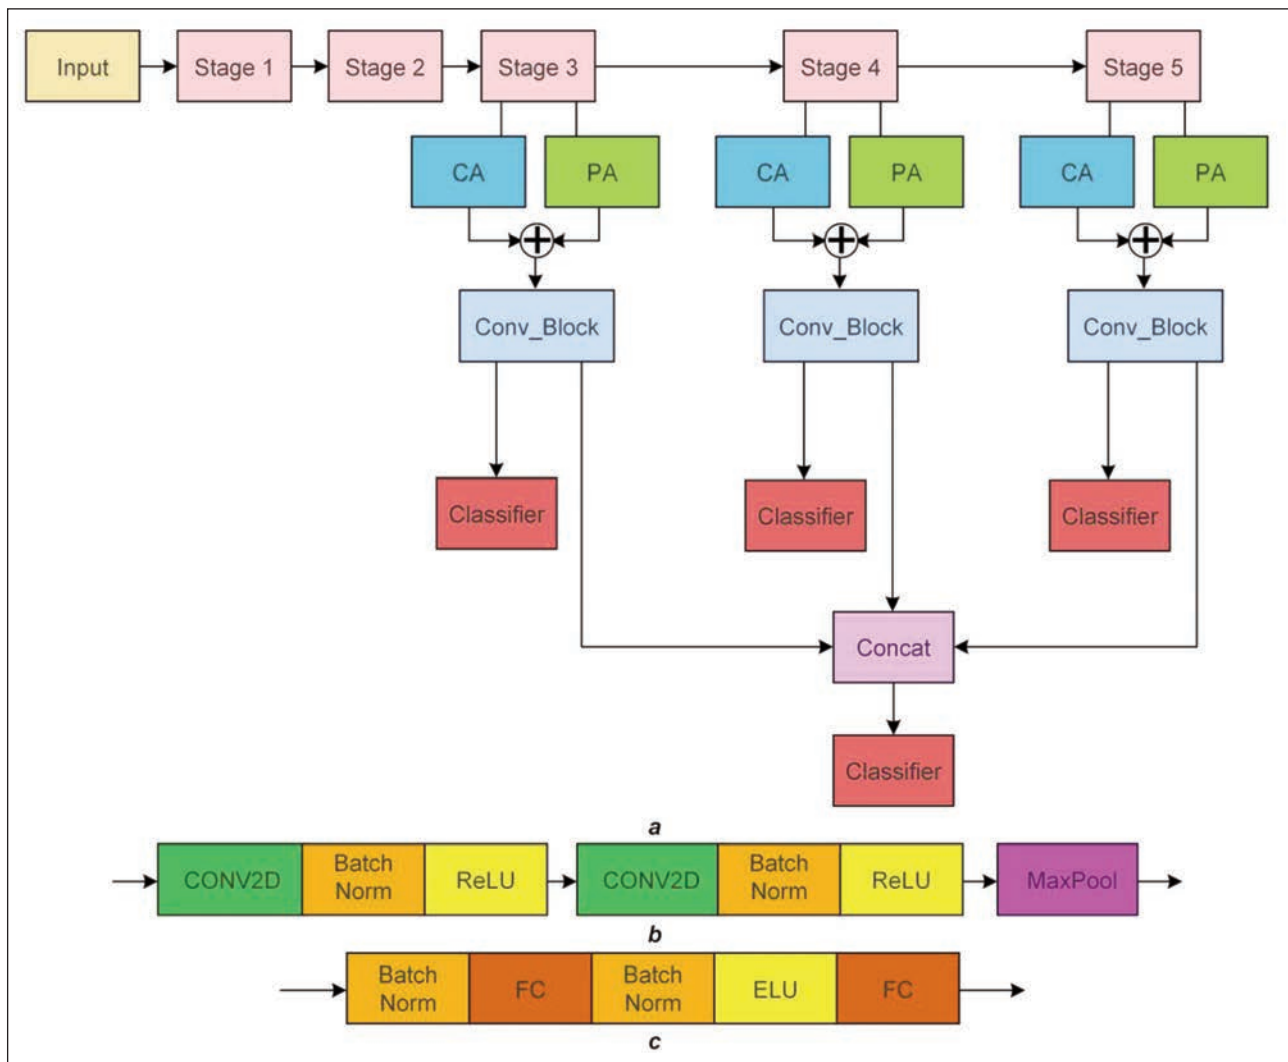 Input
Stage 1
Stage 2
Stage 3
Stage 4
Stage 5
CA
PA
CA
PA
CA
PA
Conv_Block
Conv_Block
Conv_Block
Classifier
Classifier
Classifier
Concat
Classifier
a
CONV2D
Batch
Norm
ReLU
CONV2D
Batch
Norm
ReLU
MaxPool
b
Batch
Norm
FC
Batch
Norm
ELU
FC
c